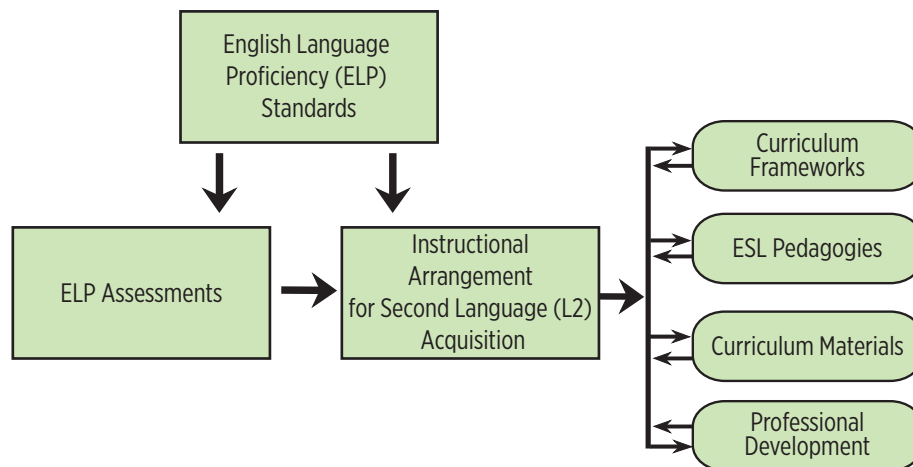 English Language
Proficiency (ELP)
Standards
ELP Assessments
Instructional
Arrangement
for Second Language (L2)
Acquisition
Curriculum
Frameworks
ESL Pedagogies
Curriculum Materials
Professional
Development